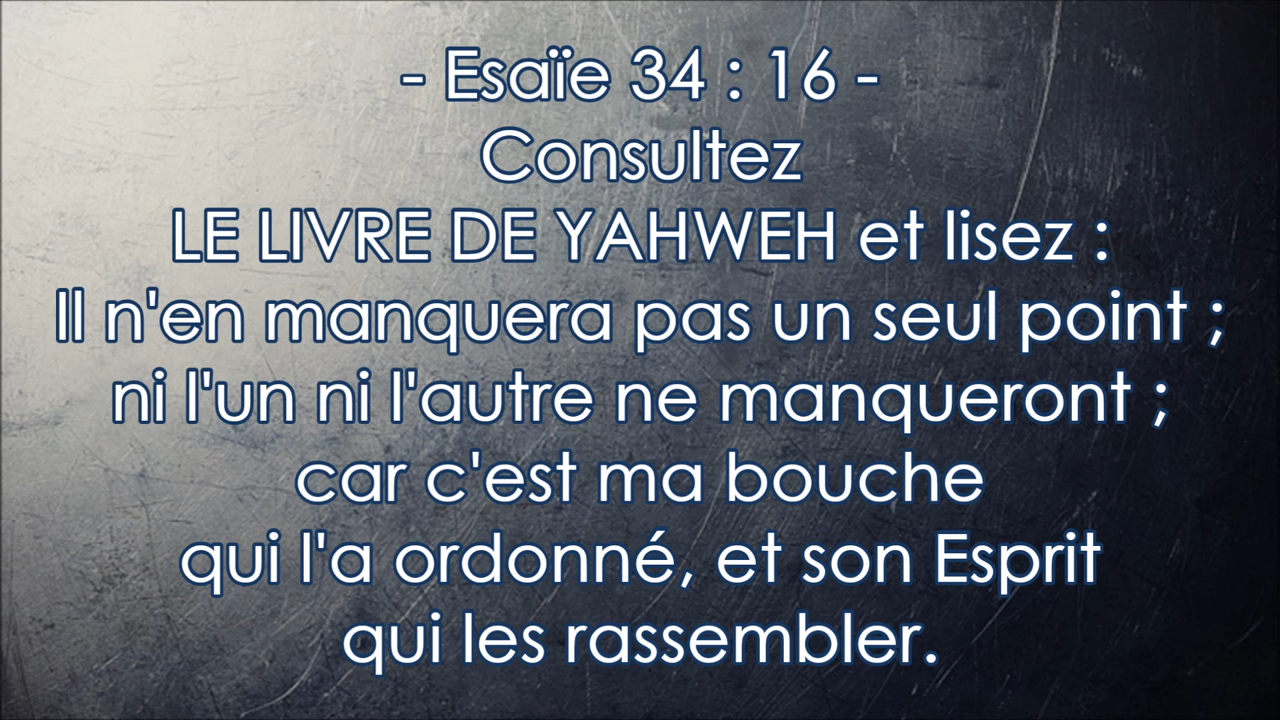 - Esaïe 34 : 16 -
Consultez
LE LIVRE DE YAHWEH et lisez :
Il n'en manquera pas un seul point ;
ni l'un ni l'autre ne manqueront ;
car c'est ma bouche
qui l'a ordonné, et son Esprit
qui les rassembler.